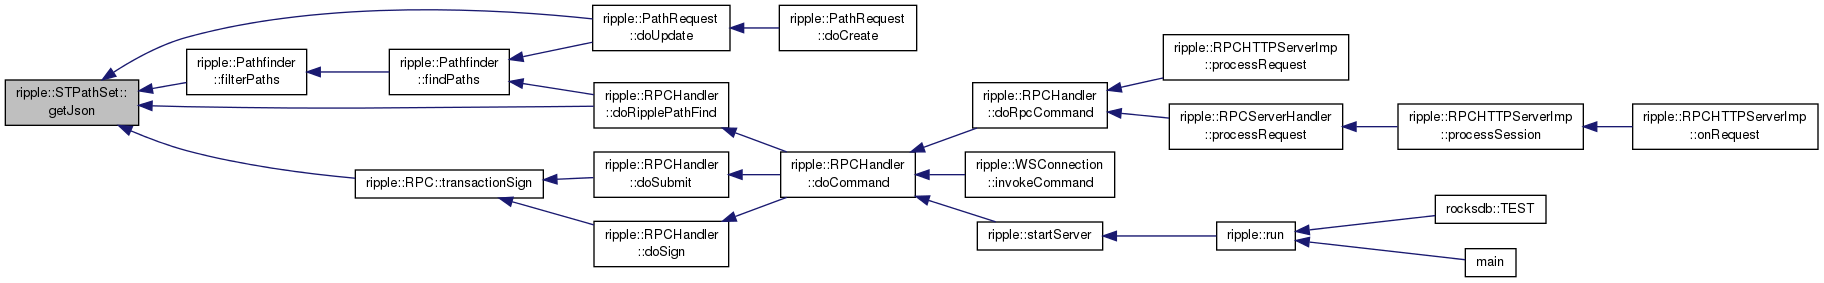 ripple::STPathSet::
getJson
ripple::Pathfinder
::filterPaths
ripple::Pathfinder
::findPaths
ripple::PathRequest
::doUpdate
ripple::PathRequest
::doCreate
ripple::RPCHandler
::doRipplePathFind
ripple::RPC::transactionSign
ripple::RPCHandler
::doSubmit
ripple::RPCHandler
::doSign
ripple::RPCHandler
::doCommand
ripple::RPCHandler
::doRpcCommand
ripple::WSConnection
::invokeCommand
ripple::startServer
ripple::RPCHTTPServerImp
::processRequest
ripple::RPCServerHandler
::processRequest
ripple::RPCHTTPServerImp
::processSession
ripple::RPCHTTPServerImp
::onRequest
ripple::run
rocksdb::TEST
main